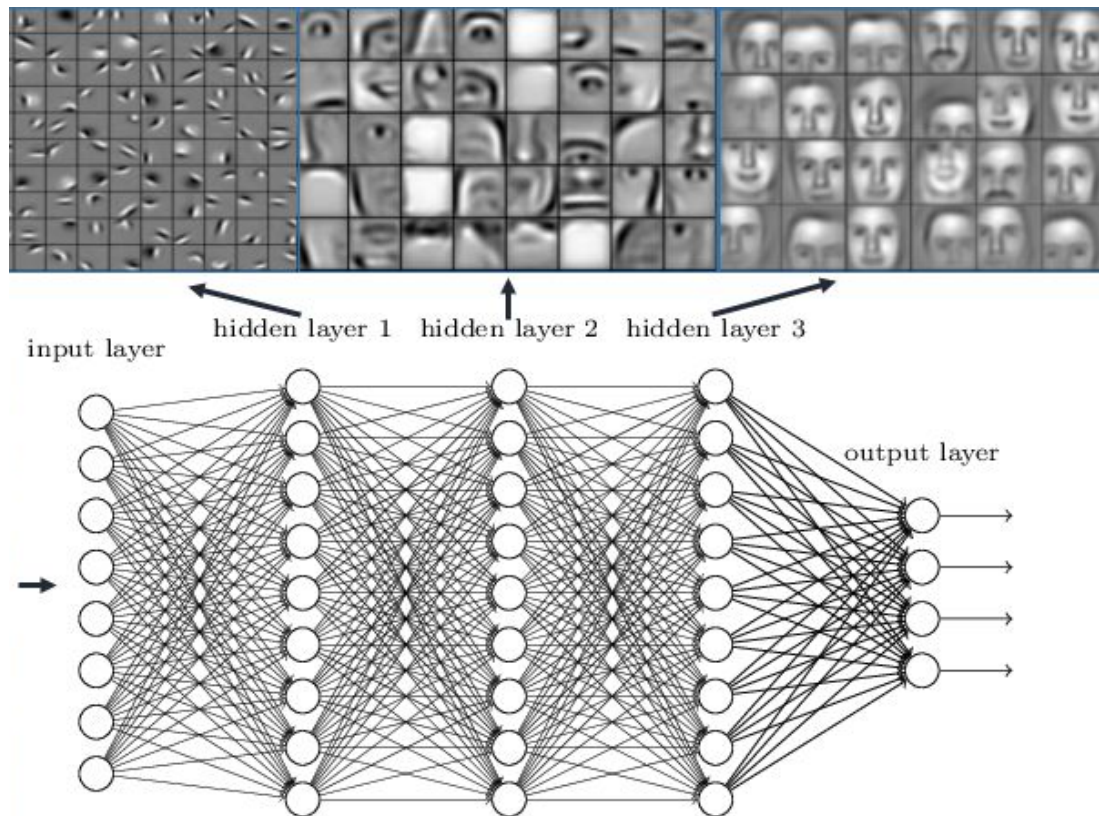 hidden layer 1
hidden layer 2
hidden layer 3
input layer
output layer